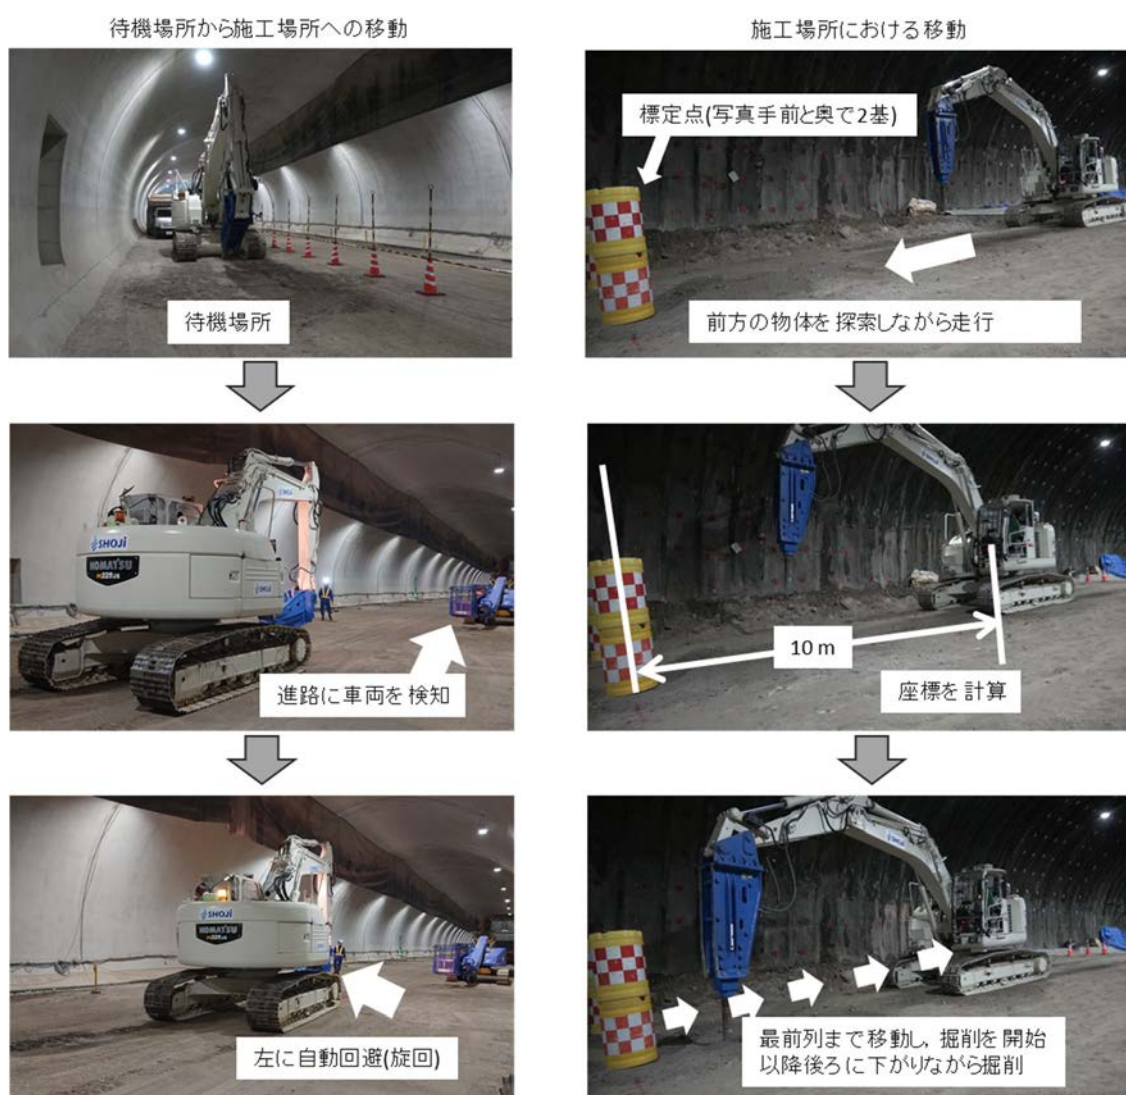 待機場所から施工場所への移動
待機場所
SHOJi
KOMATSU
進路に車両を検知
SHOJi
左に自動回避(旋回)
施工場所における移動
標定点(写真手前と奥で2基)
前方の物体を探索しながら走行
10 m
座標を計算
最前列まで移動し，掘削を開始
以降後ろに下がりながら掘削